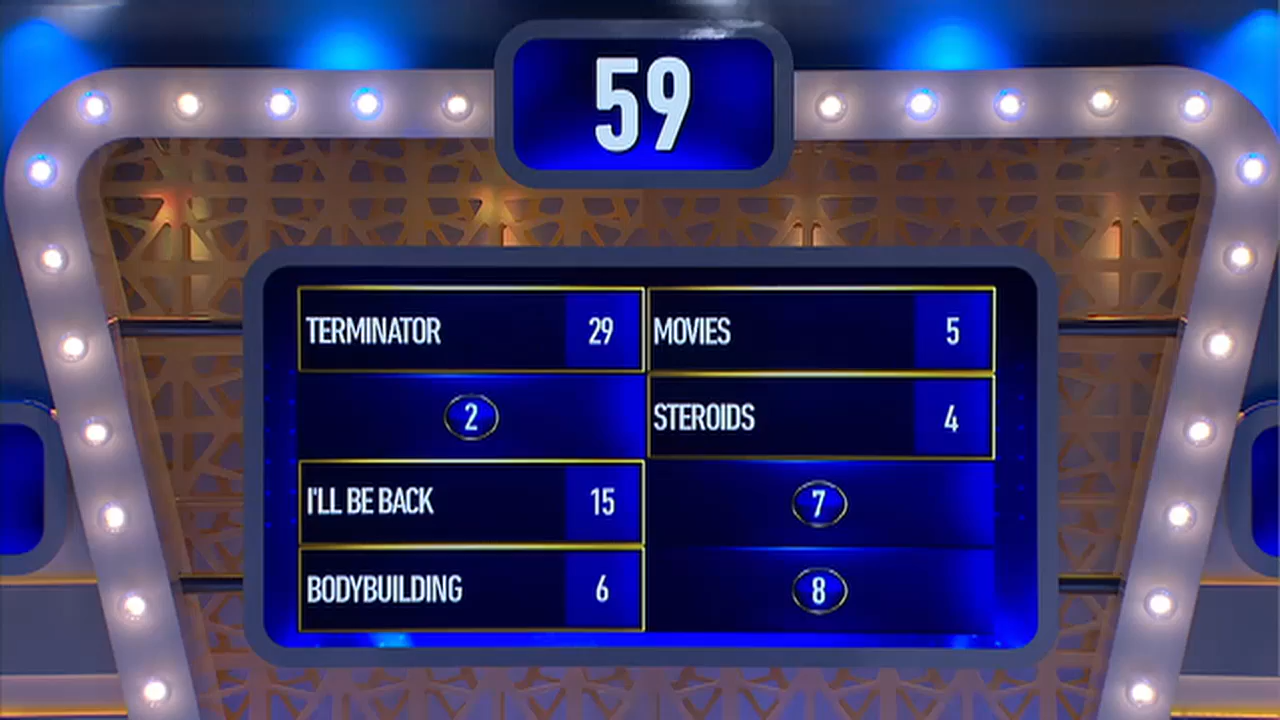 59
TERMINATOR 29
2
I'LL BE BACK 15
BODYBUILDING 6
MOVIES 5
STEROIDS 4
7
8